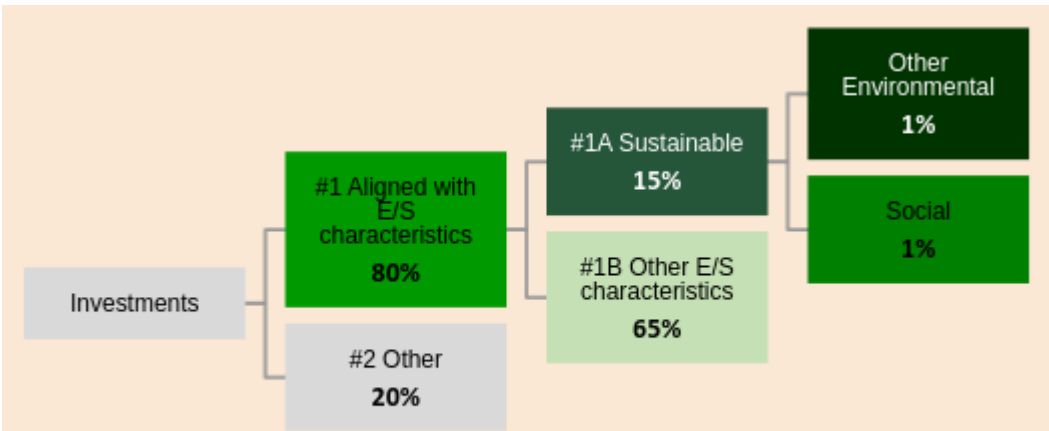 Investments
#1 Aligned with
E/S
characteristics
80%
#2 Other
20%
#1A Sustainable
15%
#1B Other E/S
characteristics
65%
Other
Environmental
1%
Social
1%